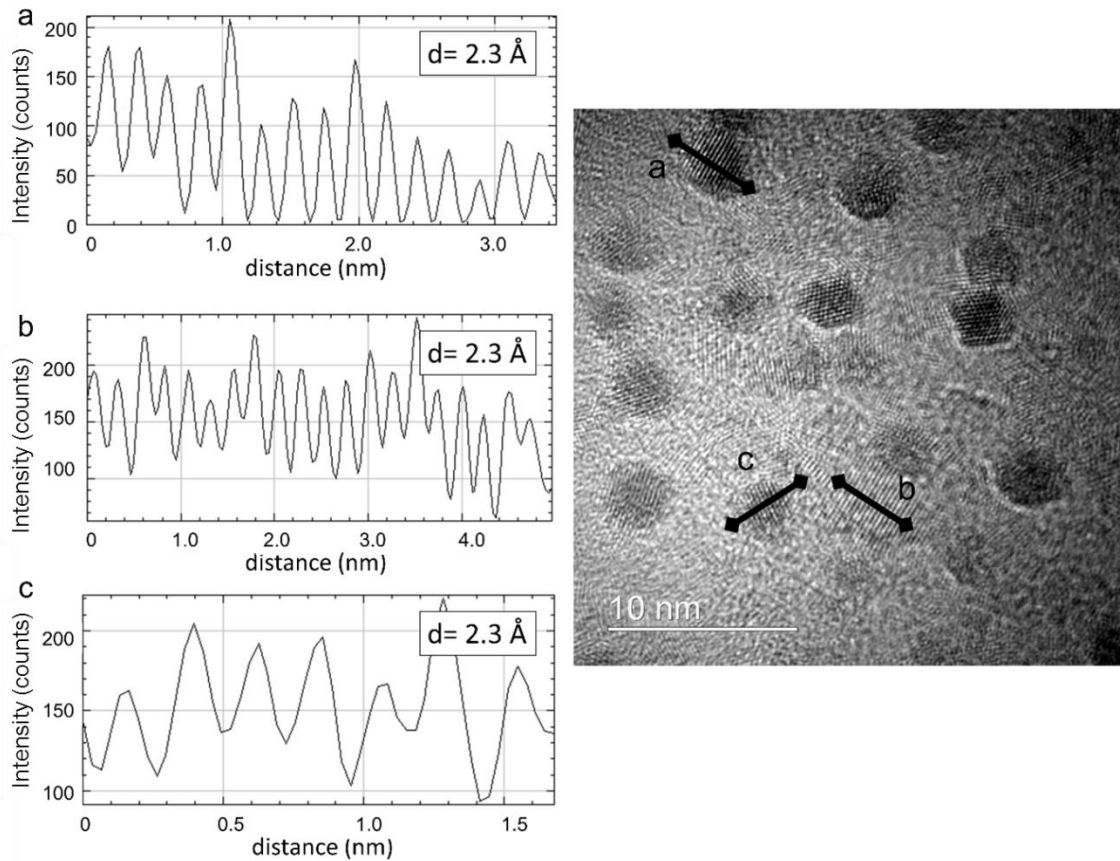 a
200
150
100
50
0
Intensity (counts)
d= 2.3 Å
0 1.0 2.0 3.0
distance (nm)
b
200
150
100
Intensity (counts)
d= 2.3 Å
0 1.0 2.0 3.0 4.0
distance (nm)
c
200
150
100
Intensity (counts)
d= 2.3 Å
0 0.5 1.0 1.5
distance (nm)
a
c
b
10 nm